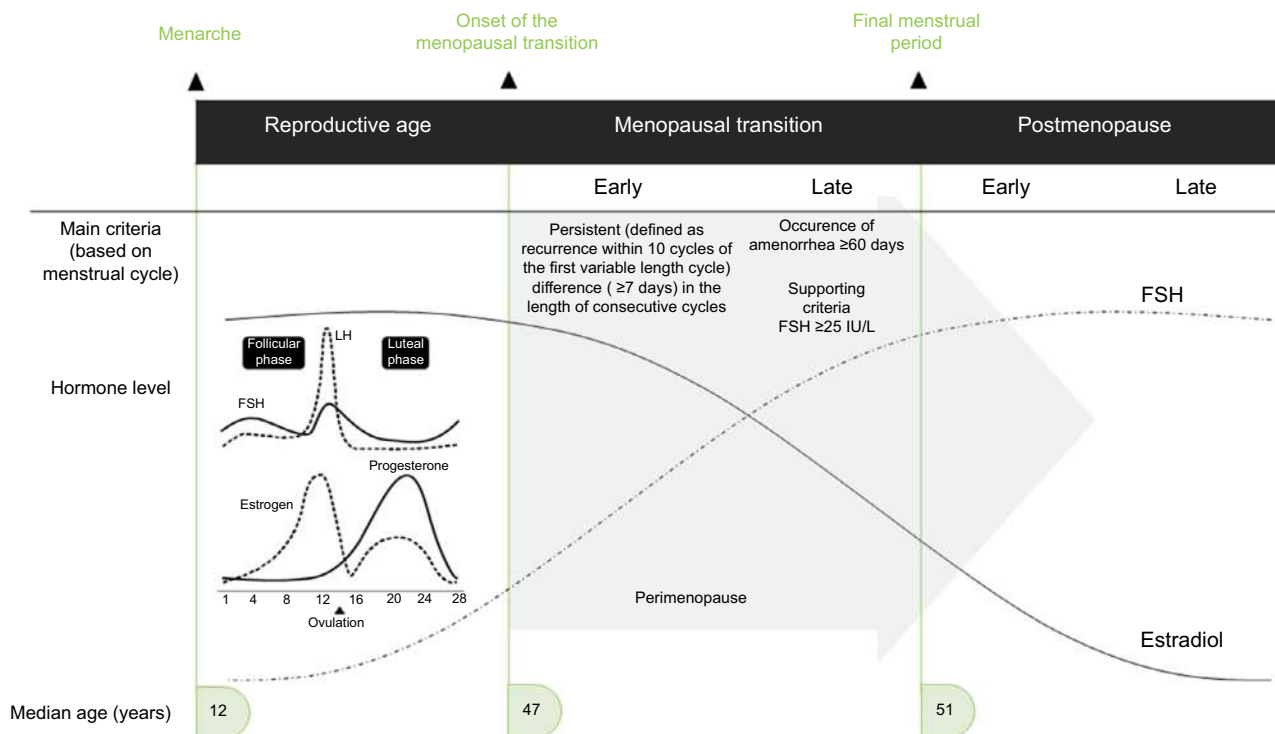 Menarche
Onset of the
menopausal transition
Final menstrual
period
Reproductive age
Menopausal transition
Postmenopause
Early
Late
Early
Late
Main criteria
(based on
menstrual cycle)
Persistent (defined as
recurrence within 10 cycles of
the first variable length cycle)
difference ( ≥7 days) in the
length of consecutive cycles
Occurence of
amenorrhea ≥60 days
Supporting
criteria
FSH ≥25 IU/L
FSH
Hormone level
Follicular
phase
LH
Luteal
phase
FSH
Progesterone
Estrogen
1 4 8 12 16 20 24 28
Ovulation
Perimenopause
Estradiol
Median age (years)
12
47
51